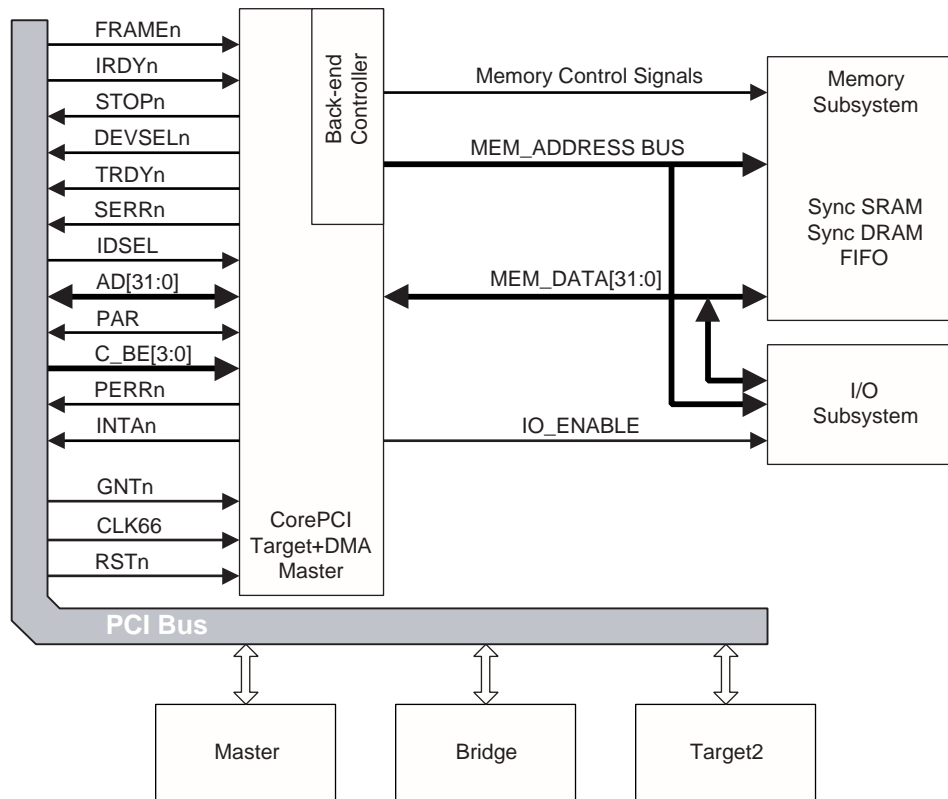 FRAMEn
IRDYn
STOPn
DEVSELn
TRDYn
SERRn
IDSEL
AD[31:0]
PAR
C_BE[3:0]
PERRn
INTAn
GNTn
CLK66
RSTn
Back-end
Controller
CorePCI
Target+DMA
Master
Memory Control Signals
MEM_ADDRESS BUS
MEM_DATA[31:0]
IO_ENABLE
Memory
Subsystem
Sync SRAM
Sync DRAM
FIFO
I/O
Subsystem
PCI Bus
Master
Bridge
Target2